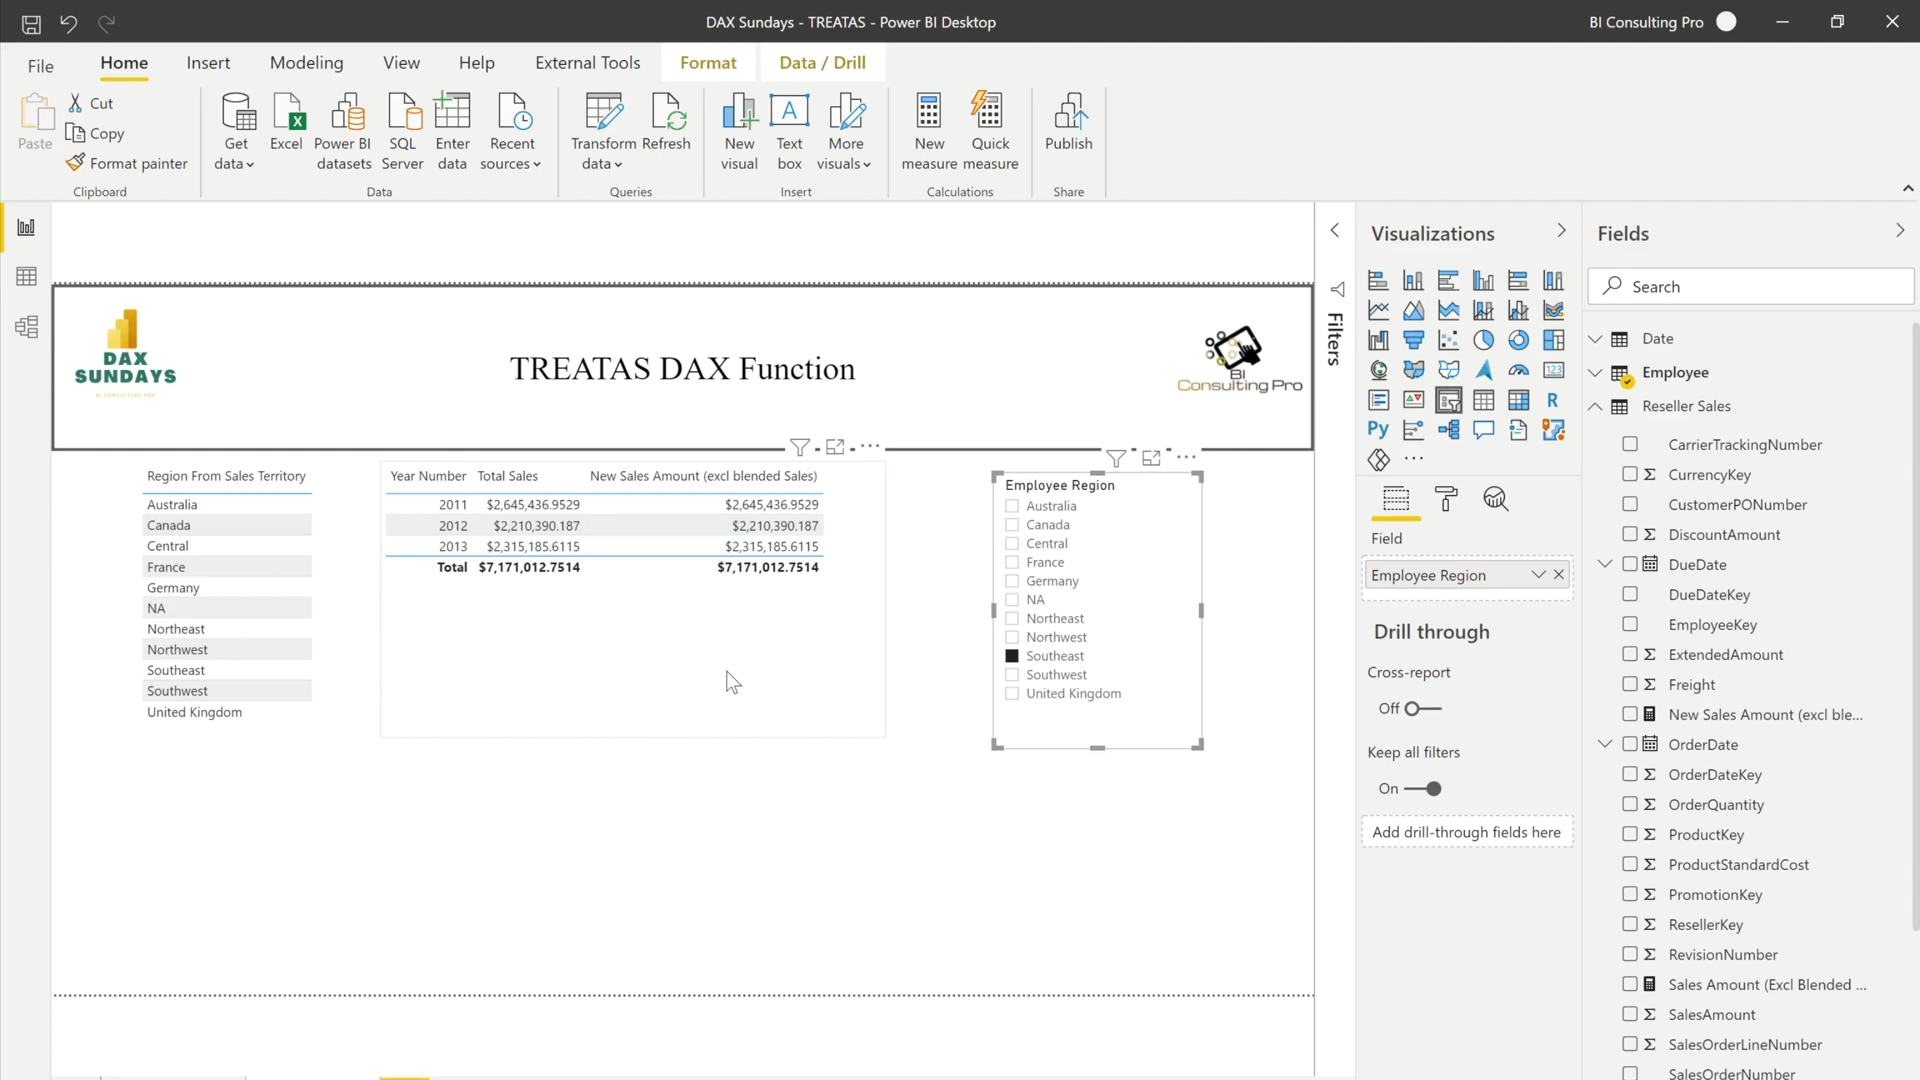 DAX Sundays - TREATAS - Power BI Desktop
BI Consulting Pro
File
Home
Insert
Modeling
View
Help
External Tools
Format
Data / Drill
Paste
Cut
Copy
Format painter
Clipboard
Get data
Excel
Power BI datasets
SQL Server
Enter data
Recent sources
Data
Transform data
Refresh
Queries
New visual
Text box
More visuals
Insert
New measure
Quick measure
Calculations
Publish
Share
DAX
SUNDAYS
BI CONSULTING PRO
TREATAS DAX Function
BI
Consulting Pro
Region From Sales Territory
Australia
Canada
Central
France
Germany
NA
Northeast
Northwest
Southeast
Southwest
United Kingdom
Year Number Total Sales New Sales Amount (excl blended Sales)
2011 $2,645,436.9529 $2,645,436.9529
2012 $2,210,390.187 $2,210,390.187
2013 $2,315,185.6115 $2,315,185.6115
Total $7,171,012.7514 $7,171,012.7514
Employee Region
Australia
Canada
Central
France
Germany
NA
Northeast
Northwest
Southeast
Southwest
United Kingdom
Filters
Visualizations
123
R
Py
Field
Employee Region
Drill through
Cross-report
Off
Keep all filters
On
Add drill-through fields here
Fields
Search
Date
Employee
Reseller Sales
CarrierTrackingNumber
CurrencyKey
CustomerPONumber
DiscountAmount
DueDate
DueDateKey
EmployeeKey
ExtendedAmount
Freight
New Sales Amount (excl ble...
OrderDate
OrderDateKey
OrderQuantity
ProductKey
ProductStandardCost
PromotionKey
ResellerKey
RevisionNumber
Sales Amount (Excl Blended ...
SalesAmount
SalesOrderLineNumber
SalesOrderNumber